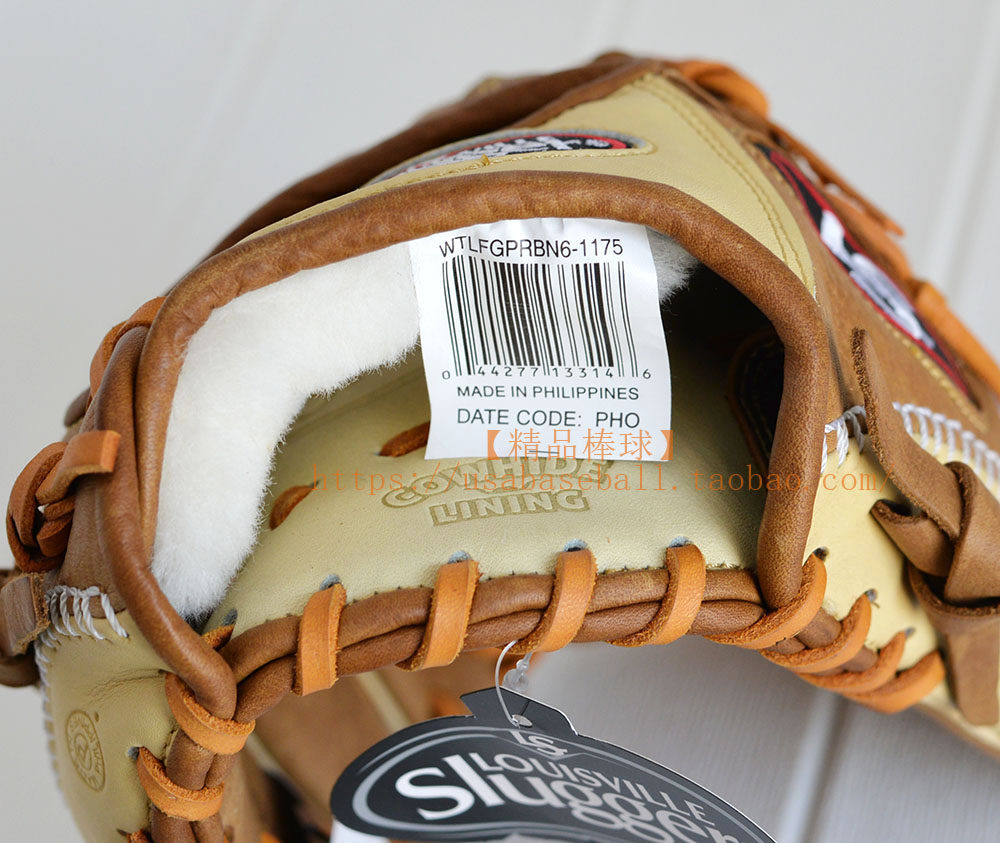 WTLFGPRBN6-1175
0 44277 13314 6
MADE IN PHILIPPINES
DATE CODE: PHO
【精品棒球】
https://usabaseball.taobao.com/
COWHIDE
LINING
LS
LOUISVILLE
Slugger